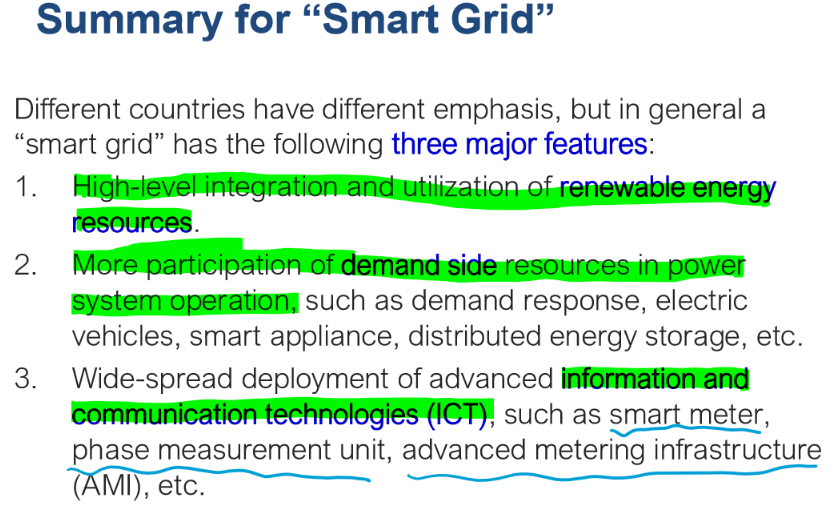 Summary for “Smart Grid”
Different countries have different emphasis, but in general a
“smart grid” has the following three major features:
1. High-level integration and utilization of renewable energy
resources.
2. More participation of demand side resources in power
system operation, such as demand response, electric
vehicles, smart appliance, distributed energy storage, etc.
3. Wide-spread deployment of advanced information and
communication technologies (ICT), such as smart meter,
phase measurement unit, advanced metering infrastructure
(AMI), etc.